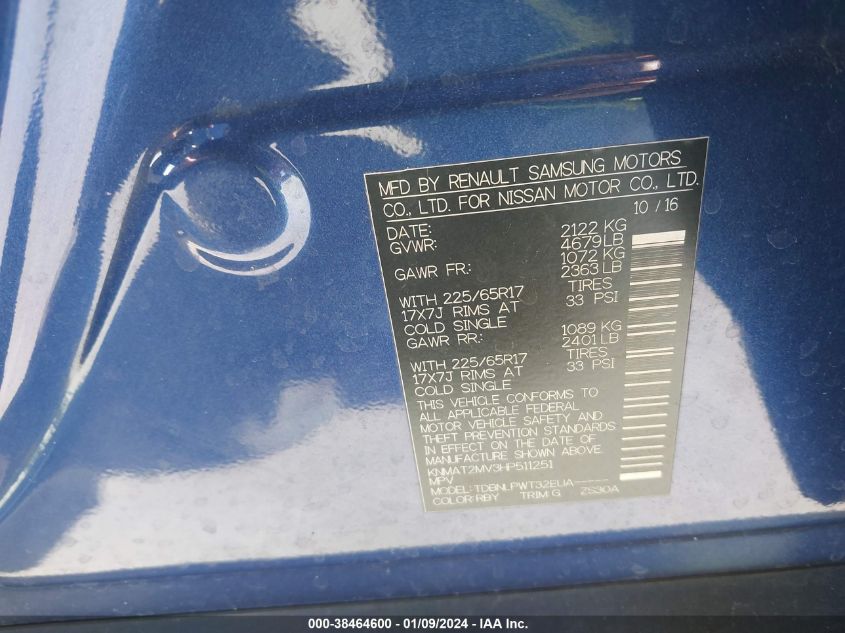 MFD BY RENAULT SAMSUNG MOTORS
CO., LTD. FOR NISSAN MOTOR CO., LTD.
10 / 16
DATE:
GVWR: 2122 KG
4679 LB
GAWR FR.: 1072 KG
2363 LB
WITH 225/65R17 TIRES
17X7J RIMS AT 33 PSI
COLD SINGLE
GAWR RR.: 1089 KG
2401 LB
WITH 225/65R17 TIRES
17X7J RIMS AT 33 PSI
COLD SINGLE
THIS VEHICLE CONFORMS TO
ALL APPLICABLE FEDERAL
MOTOR VEHICLE SAFETY AND
THEFT PREVENTION STANDARDS
IN EFFECT ON THE DATE OF
MANUFACTURE SHOWN ABOVE.
KNMAT2MV3HP511251
MPV
MODEL: TDBNLPWT32EUA-----
COLOR:RBY TRIM:G ZS30A
000-38464600 - 01/09/2024 - IAA Inc.